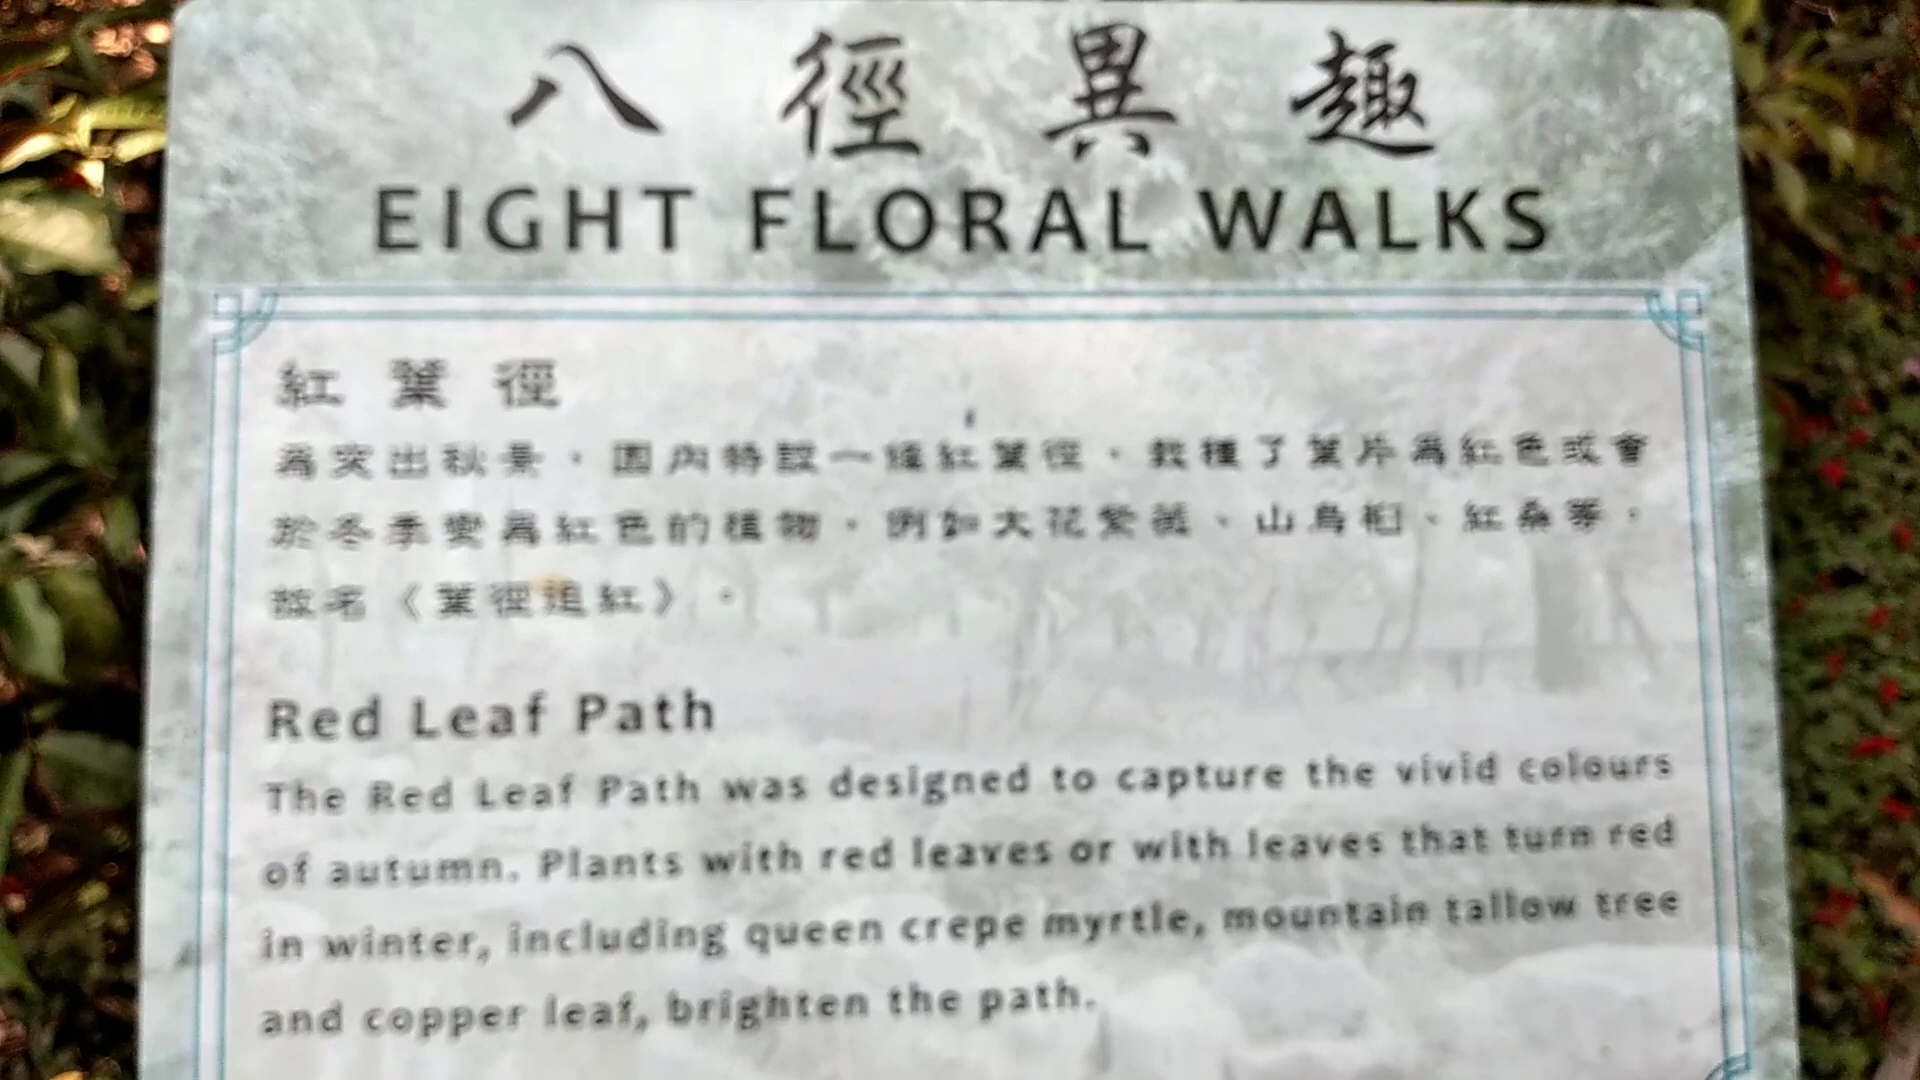 八徑異趣
EIGHT FLORAL WALKS
紅葉徑
為突出秋景，園內特設一條紅葉徑，栽種了葉片為紅色或會
於冬季變為紅色的植物，例如大花紫薇、山烏桕、紅桑等，
故名〈葉徑追紅〉。
Red Leaf Path
The Red Leaf Path was designed to capture the vivid colours
of autumn. Plants with red leaves or with leaves that turn red
in winter, including queen crepe myrtle, mountain tallow tree
and copper leaf, brighten the path.